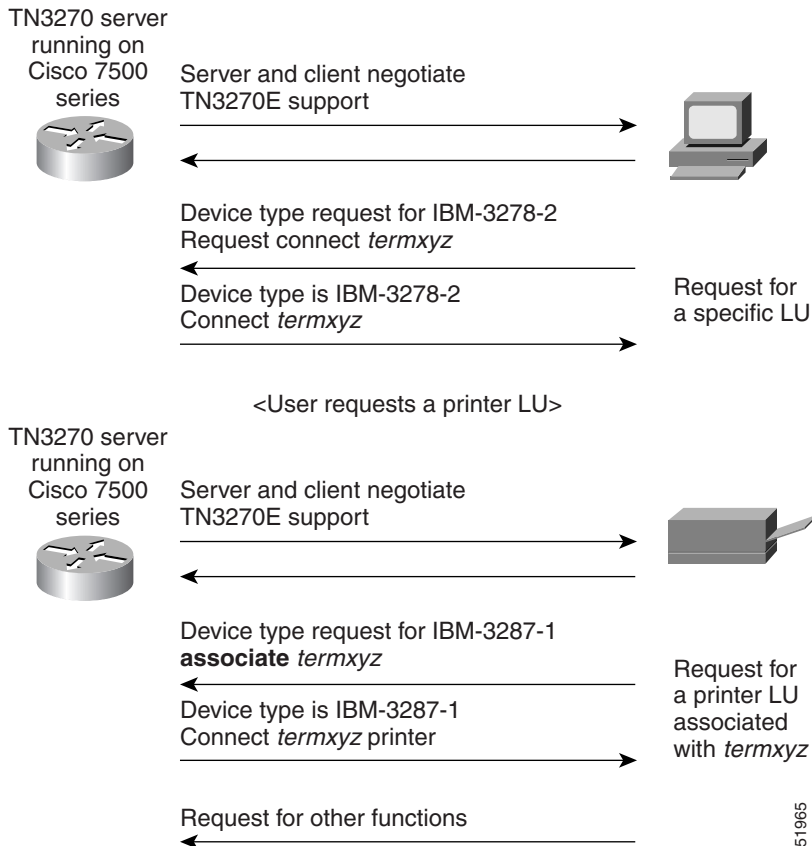 TN3270 server
running on
Cisco 7500
series
Server and client negotiate
TN3270E support
Device type request for IBM-3278-2
Request connect termxyz
Device type is IBM-3278-2
Connect termxyz
Request for
a specific LU
<User requests a printer LU>
TN3270 server
running on
Cisco 7500
series
Server and client negotiate
TN3270E support
Device type request for IBM-3287-1
associate termxyz
Device type is IBM-3287-1
Connect termxyz printer
Request for
a printer LU
associated
with termxyz
Request for other functions
51965